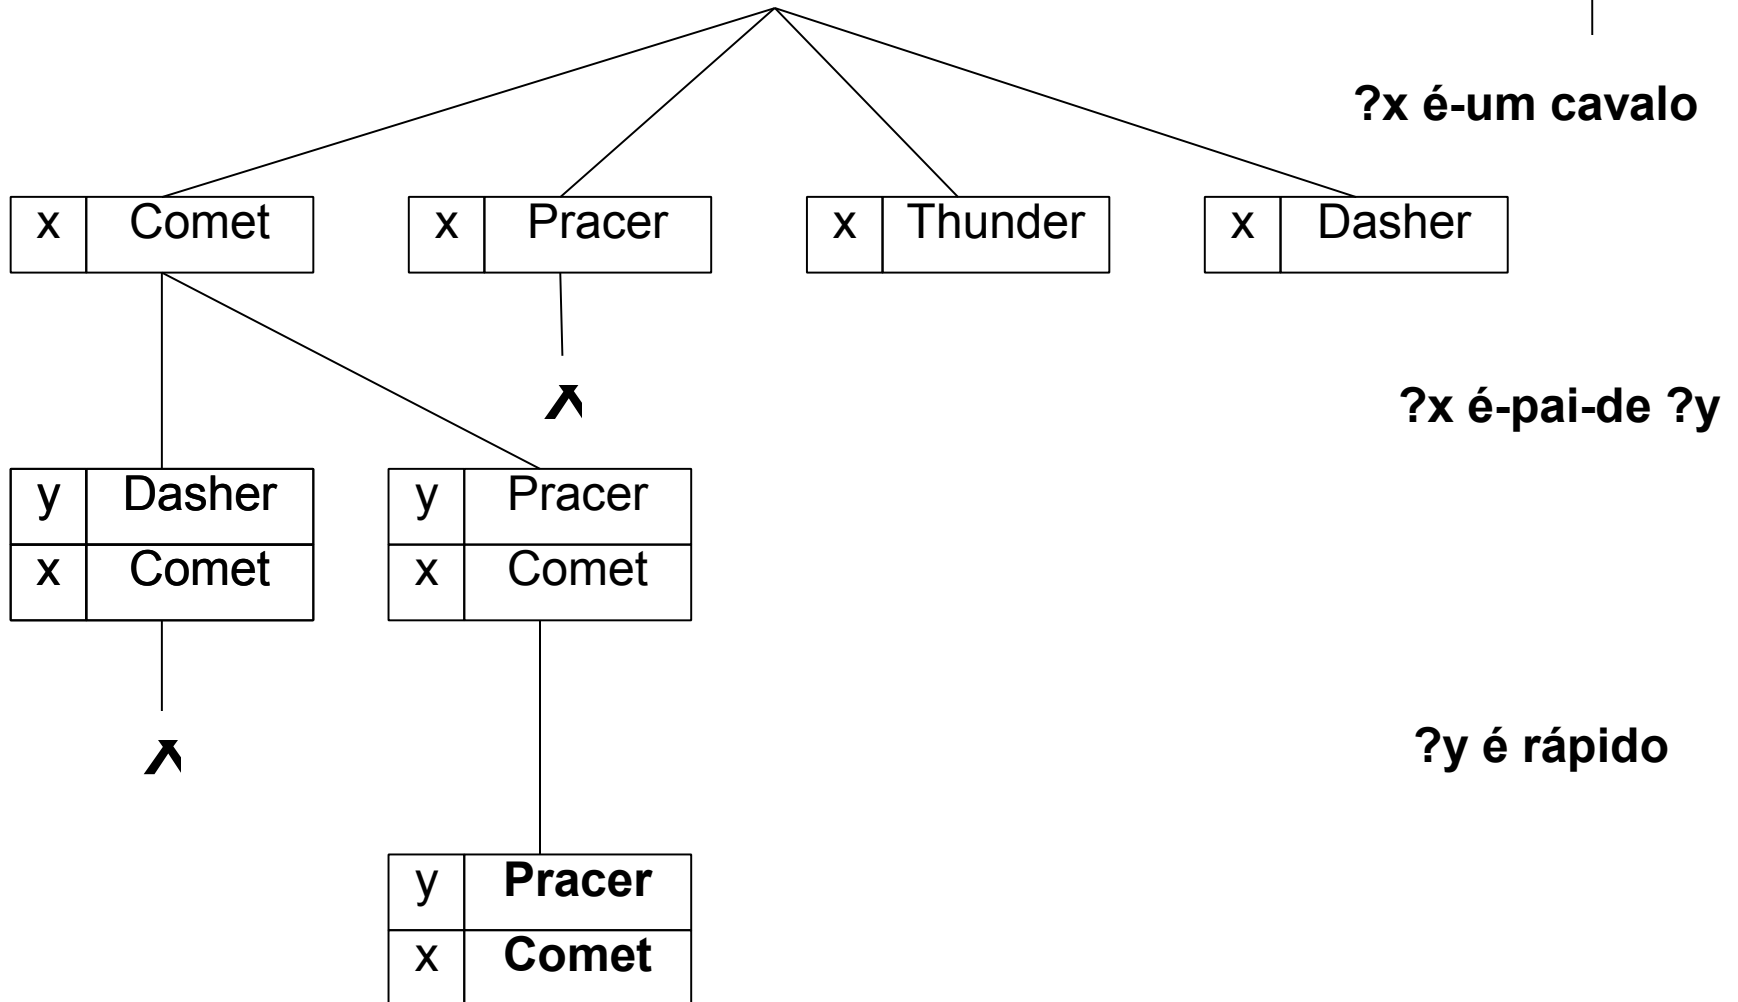 ?x é-um cavalo
x Comet x Pracer x Thunder x Dasher
?x é-pai-de ?y
y Dasher y Pracer
x Comet x Comet
?y é rápido
y Pracer
x Comet